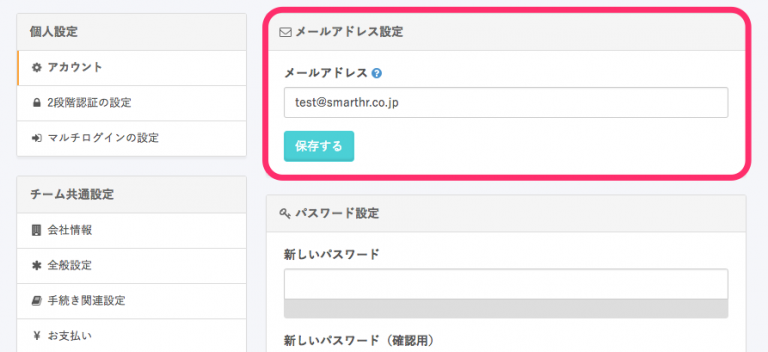 個人設定
アカウント
2段階認証の設定
マルチログインの設定
チーム共通設定
会社情報
全般設定
手続き関連設定
¥ お支払い
メールアドレス設定
メールアドレス ?
test@smarthr.co.jp
保存する
パスワード設定
新しいパスワード
新しいパスワード（確認用）